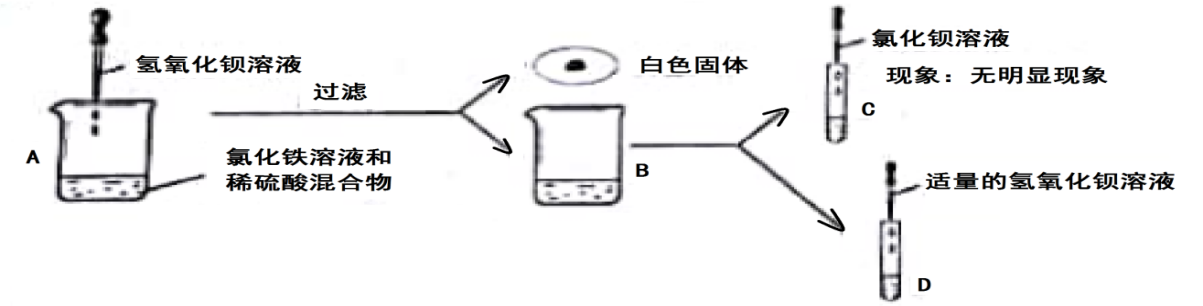 氢氧化钡溶液
过滤
A
氯化铁溶液和
稀硫酸混合物
白色固体
B
氯化钡溶液
现象：无明显现象
C
适量的氢氧化钡溶液
D